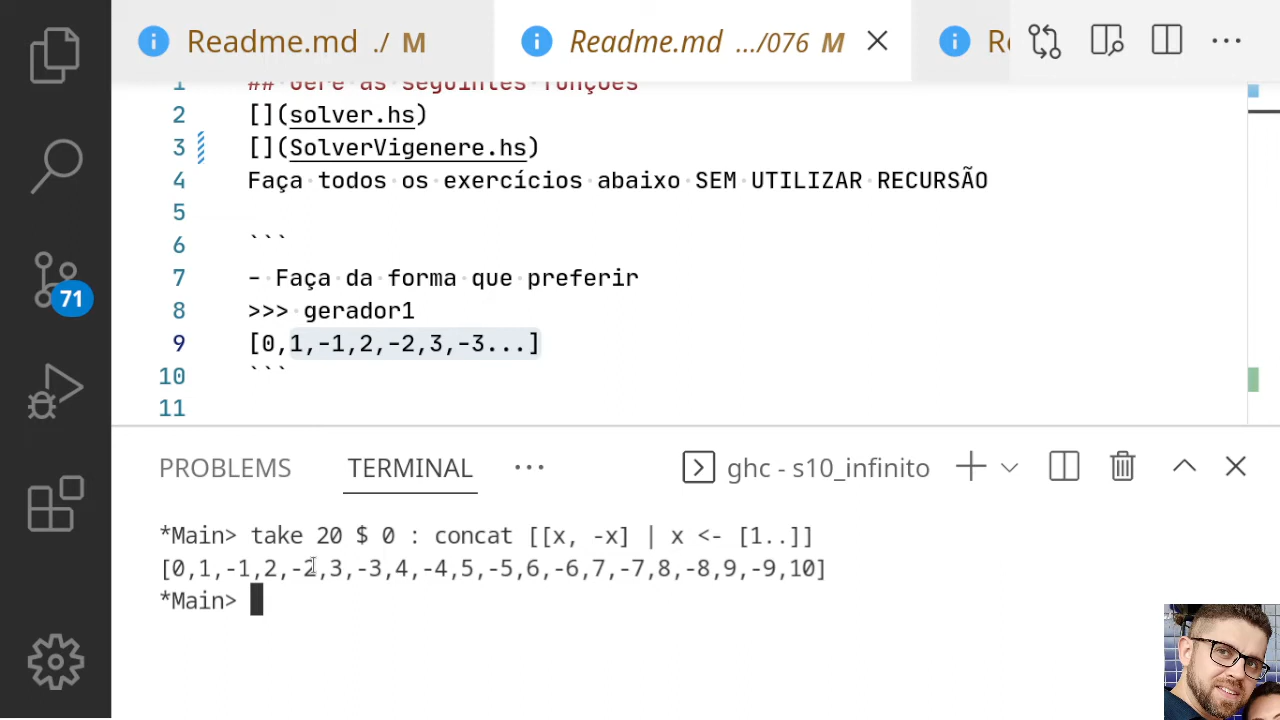 Readme.md ./ M
Readme.md .../076 M
1 ## Gere as seguintes funções
2 [](solver.hs)
3 [](SolverVigenere.hs)
4 Faça todos os exercícios abaixo SEM UTILIZAR RECURSÃO
5
6 ```
7 - Faça da forma que preferir
8 >>> gerador1
9 [0,1,-1,2,-2,3,-3...]
10 ```
11
71
PROBLEMS TERMINAL ··· ghc - s10_infinito
*Main> take 20 $ 0 : concat [[x, -x] | x <- [1..]]
[0,1,-1,2,-2,3,-3,4,-4,5,-5,6,-6,7,-7,8,-8,9,-9,10]
*Main>